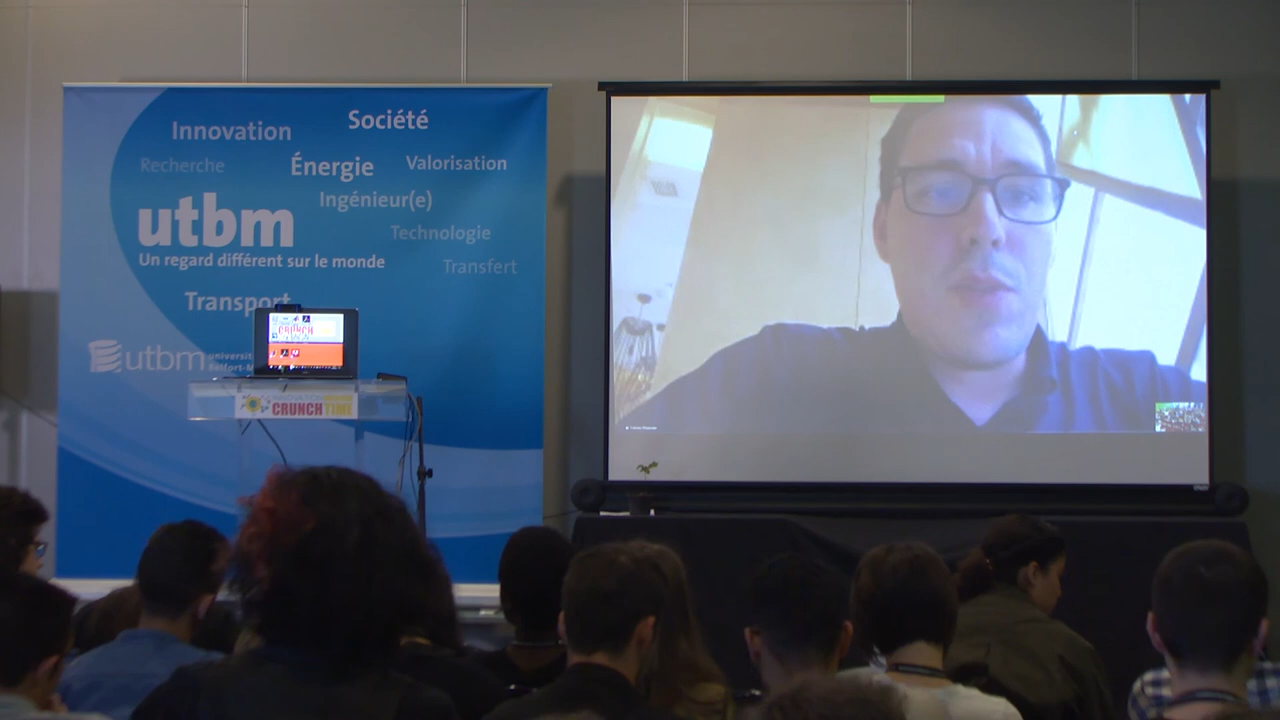 Innovation
Société
Recherche
Énergie
Valorisation
Ingénieur(e)
utbm
Technologie
Un regard différent sur le monde
Transfert
Transport
utbm
CRUNCH
INNOVATION
CRUNCH TIME